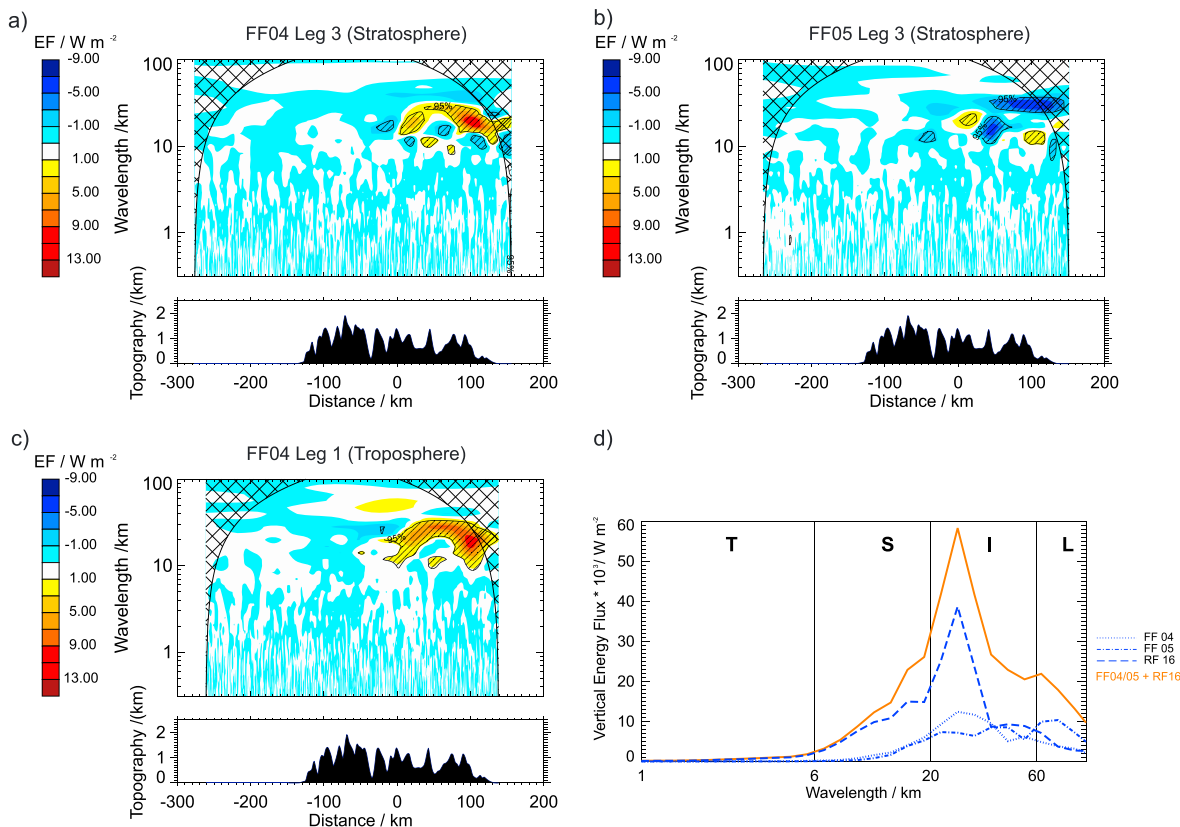 a)
FF04 Leg 3 (Stratosphere)
EF / W m -2
-9.00
-5.00
-1.00
1.00
5.00
9.00
13.00
Wavelength /km
100
10
1
95%
95%
Topography /(km)
2
1
0
-300 -200 -100 0 100 200
Distance / km
b)
FF05 Leg 3 (Stratosphere)
EF / W m -2
-9.00
-5.00
-1.00
1.00
5.00
9.00
13.00
Wavelength /km
100
10
1
95%
95%
Topography /(km)
2
1
0
-300 -200 -100 0 100 200
Distance / km
c)
FF04 Leg 1 (Troposphere)
EF / W m -2
-9.00
-5.00
-1.00
1.00
5.00
9.00
13.00
Wavelength /km
100
10
1
95%
Topography /(km)
2
1
0
-300 -200 -100 0 100 200
Distance / km
d)
Vertical Energy Flux * 10³/ W m-2
60
50
40
30
20
10
0
T S I L
1 6 20 60
Wavelength / km
FF 04
FF 05
RF 16
FF04/05 + RF16